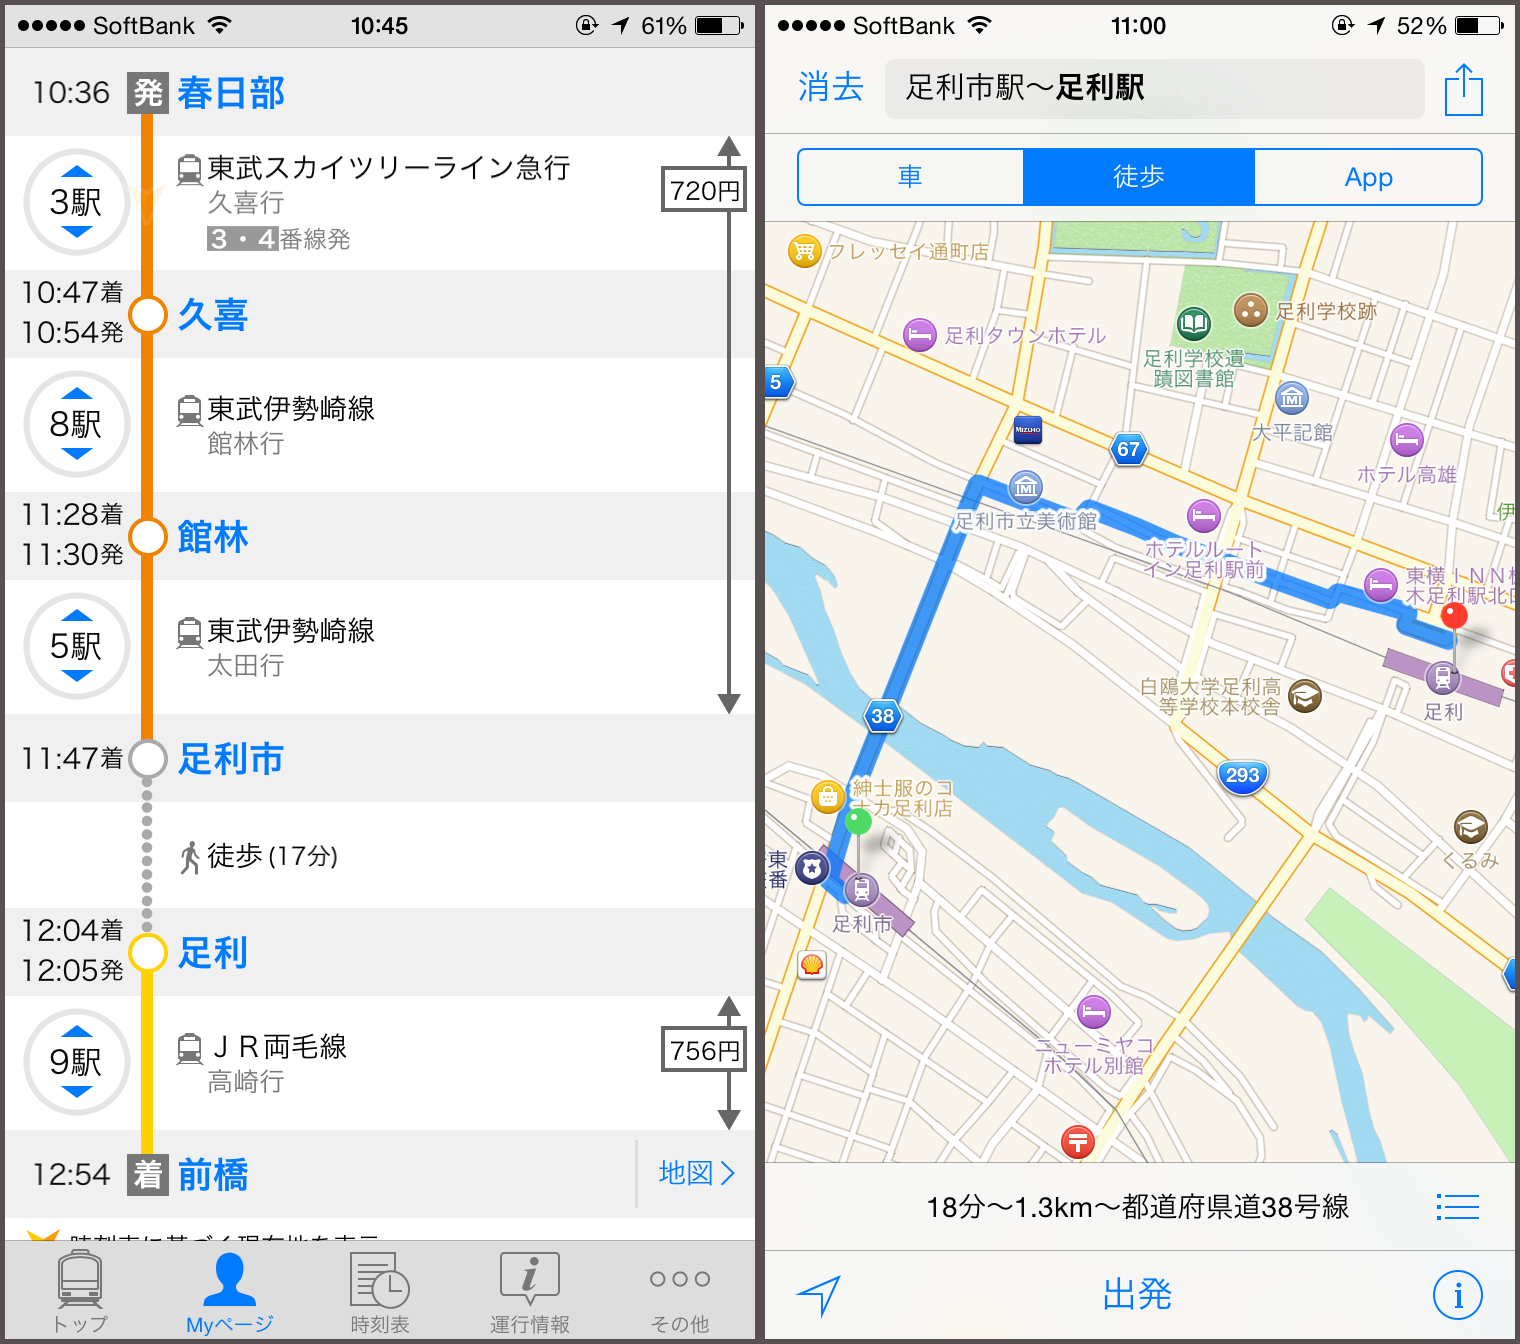 SoftBank 10:45 61%
10:36 発 春日部
3駅
東武スカイツリーライン急行
久喜行
3・4番線発
720円
10:47着
10:54発
久喜
8駅
東武伊勢崎線
館林行
11:28着
11:30発
館林
5駅
東武伊勢崎線
太田行
11:47着 足利市
徒歩 (17分)
12:04着
12:05発
足利
9駅
JR両毛線
高崎行
756円
12:54 着 前橋
地図
時刻表に基づく現在地を表示
トップ
Myページ
時刻表
運行情報
その他
SoftBank 11:00 52%
消去
足利市駅〜足利駅
車
徒歩
App
フレッセイ通町店
足利学校跡
足利タウンホテル
足利学校遺
蹟図書館
5
大平記館
MIZUHO
67
ホテル高雄
足利市立美術館
伊
ホテルルート
イン足利駅前
東横INN栃
木足利駅北口
白鴎大学足利高
等学校本校舎
足利
38
293
紳士服のコ
ナカ足利店
くるみ
東
番
足利市
ニューミヤコ
ホテル別館
18分〜1.3km〜都道府県道38号線
出発